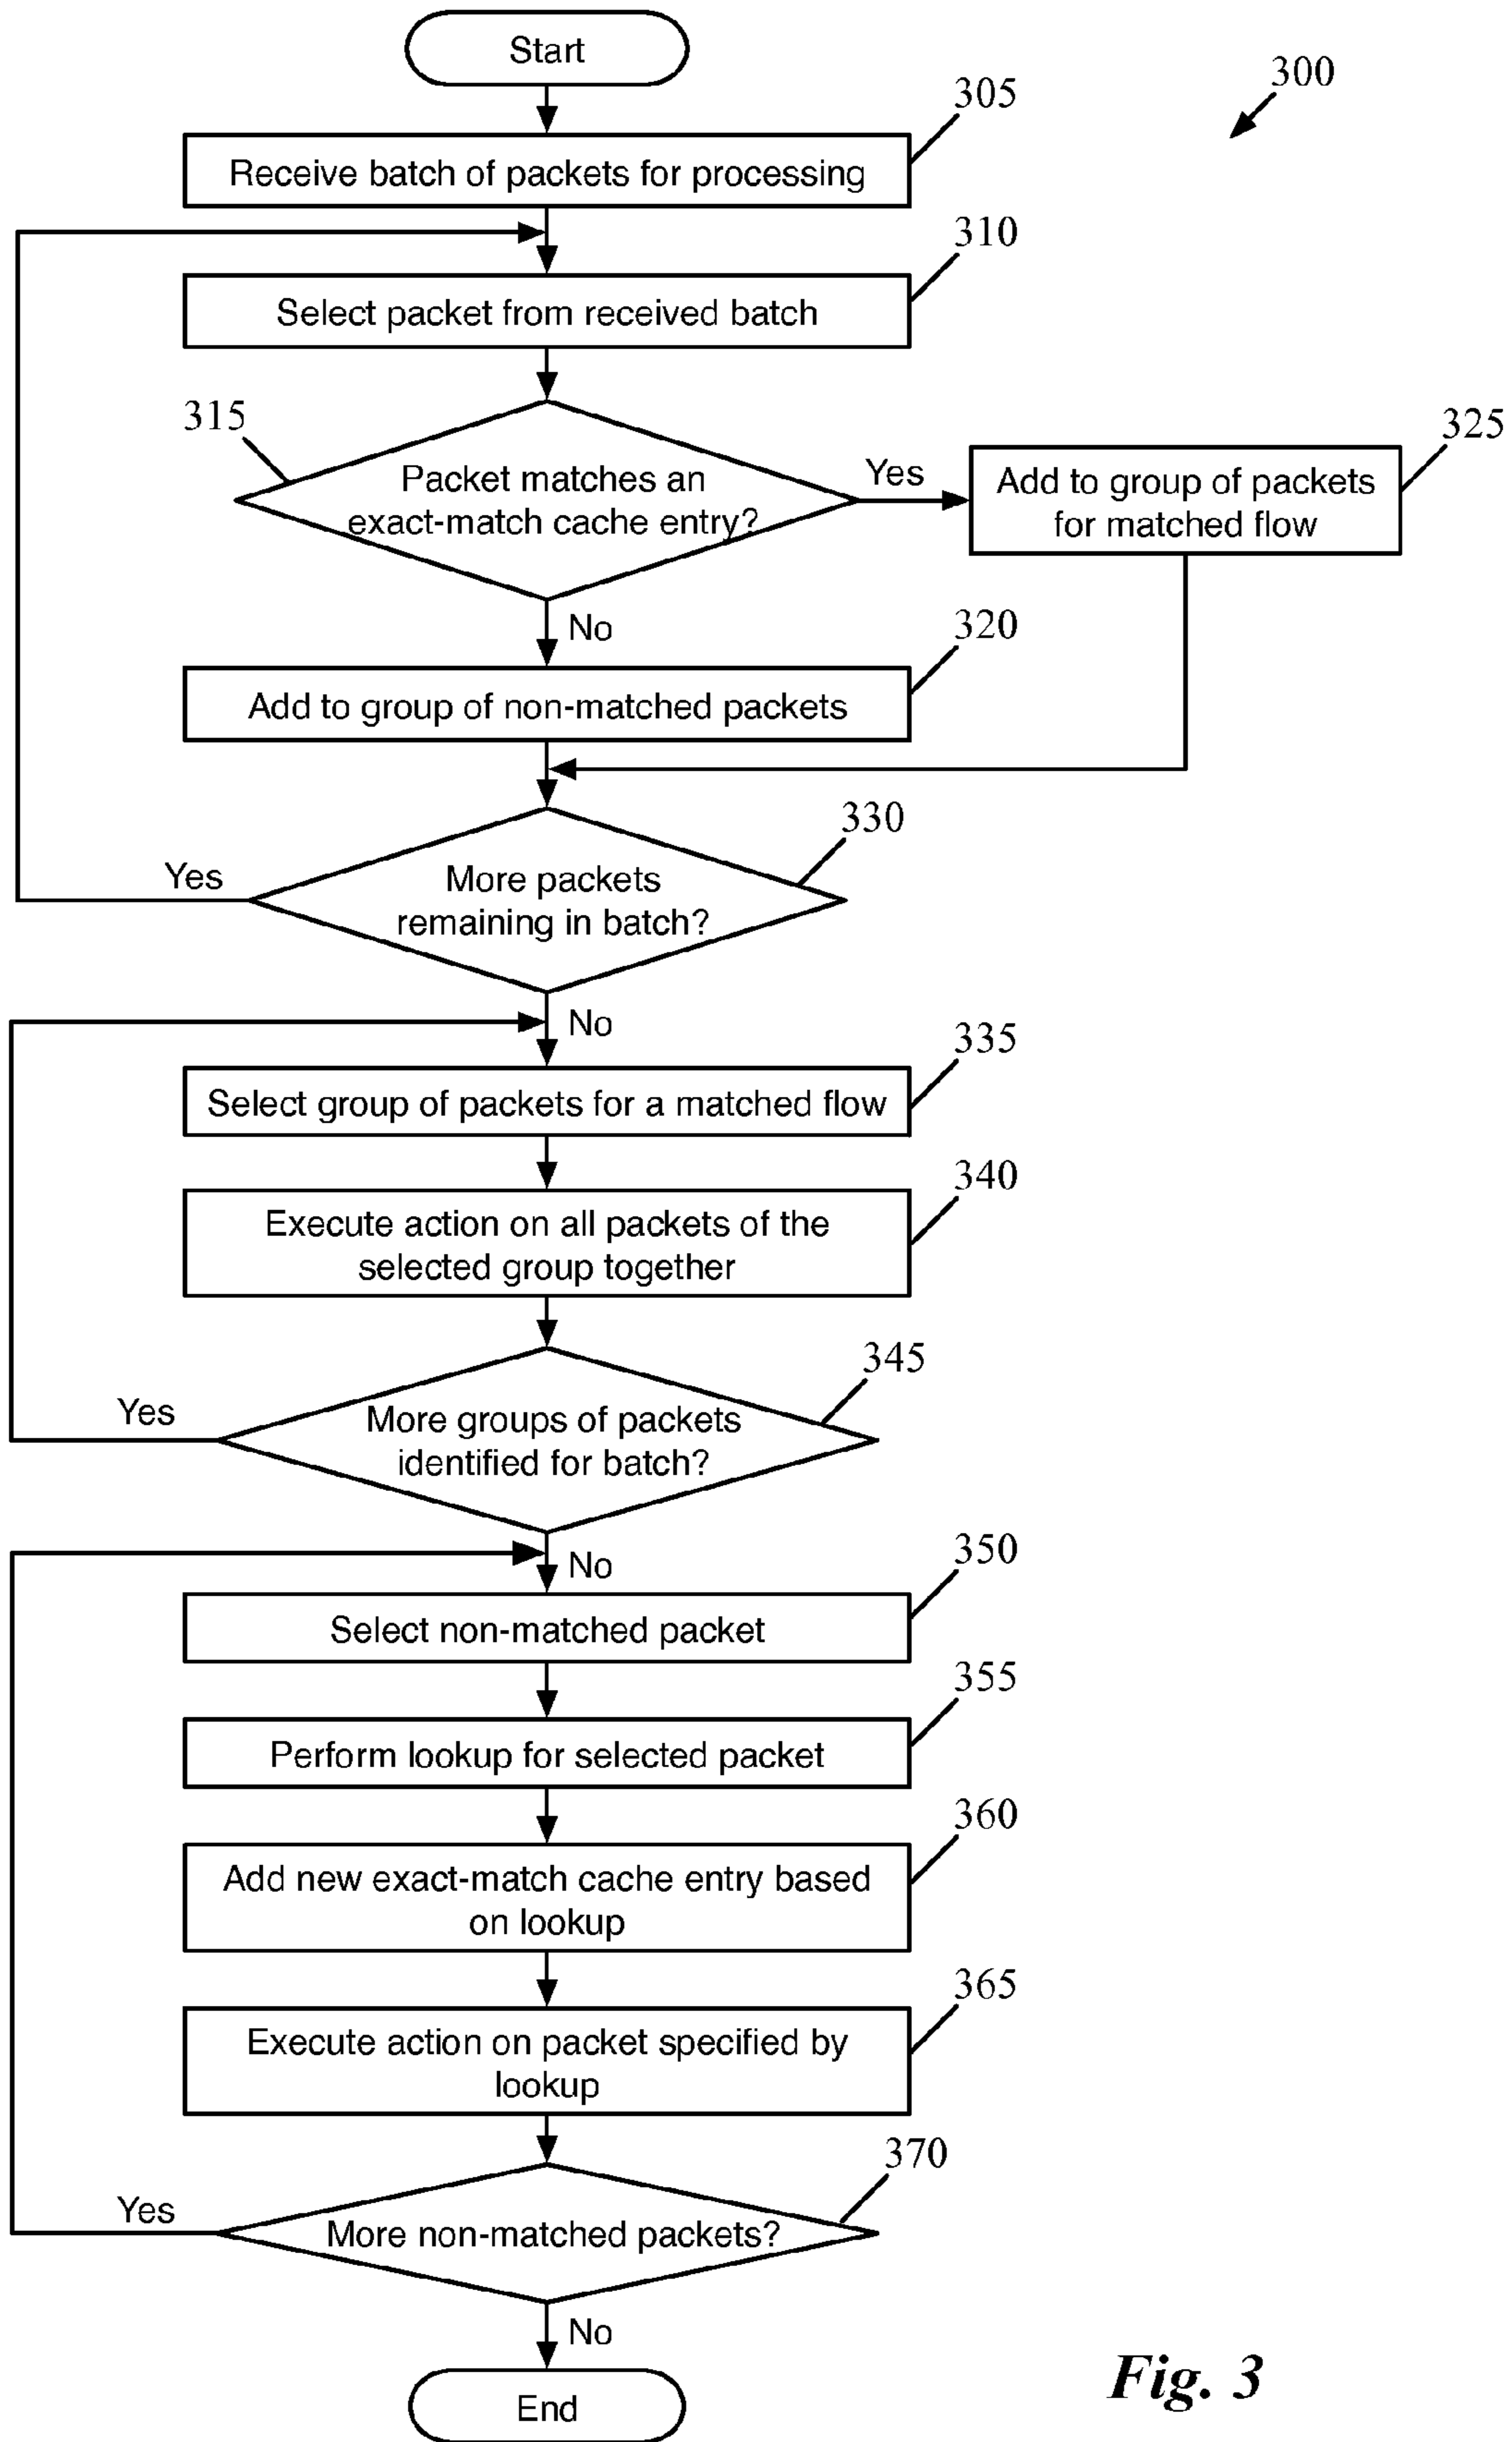 Start
300
305
Receive batch of packets for processing
310
Select packet from received batch
315
Packet matches an
exact-match cache entry?
Yes
325
Add to group of packets
for matched flow
No
320
Add to group of non-matched packets
330
Yes
More packets
remaining in batch?
No
335
Select group of packets for a matched flow
340
Execute action on all packets of the
selected group together
345
Yes
More groups of packets
identified for batch?
No
350
Select non-matched packet
355
Perform lookup for selected packet
360
Add new exact-match cache entry based
on lookup
365
Execute action on packet specified by
lookup
370
Yes
More non-matched packets?
No
End
Fig. 3